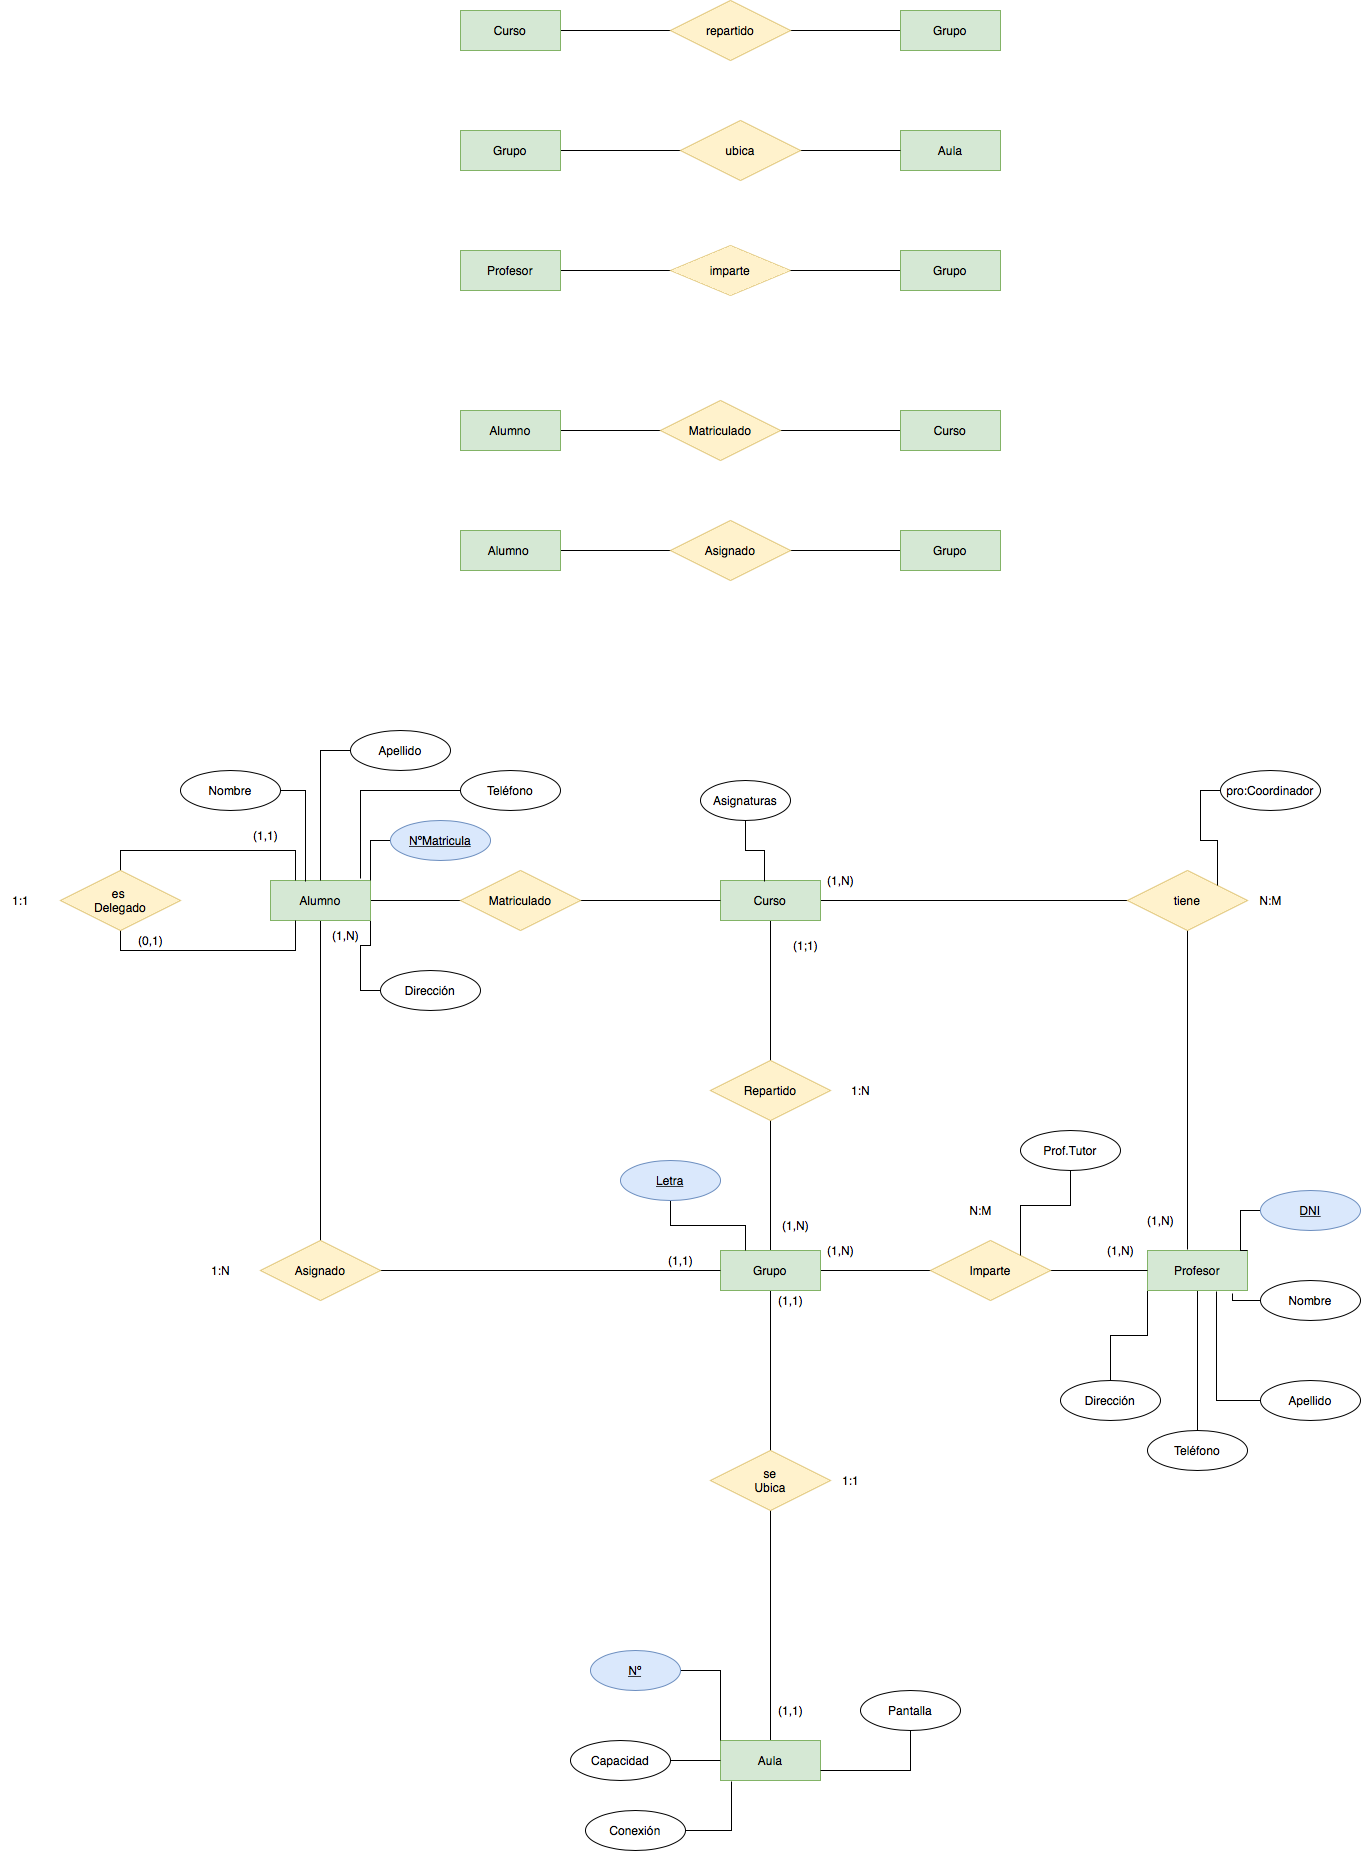 Curso
repartido
Grupo
Grupo
ubica
Aula
Profesor
imparte
Grupo
Alumno
Matriculado
Curso
Alumno
Asignado
Grupo
Apellido
Nombre
Teléfono
Asignaturas
pro:Coordinador
(1,1)
NºMatricula
1:1
es
Delegado
Alumno
Matriculado
Curso
(1,N)
tiene
N:M
(0,1)
(1,N)
(1;1)
Dirección
Repartido
1:N
Prof.Tutor
Letra
N:M
DNI
(1,N)
(1,N)
1:N
Asignado
(1,1)
Grupo
(1,N)
Imparte
(1,N)
Profesor
(1,1)
Nombre
Dirección
Apellido
Teléfono
se
Ubica
1:1
Nº
(1,1)
Pantalla
Capacidad
Aula
Conexión